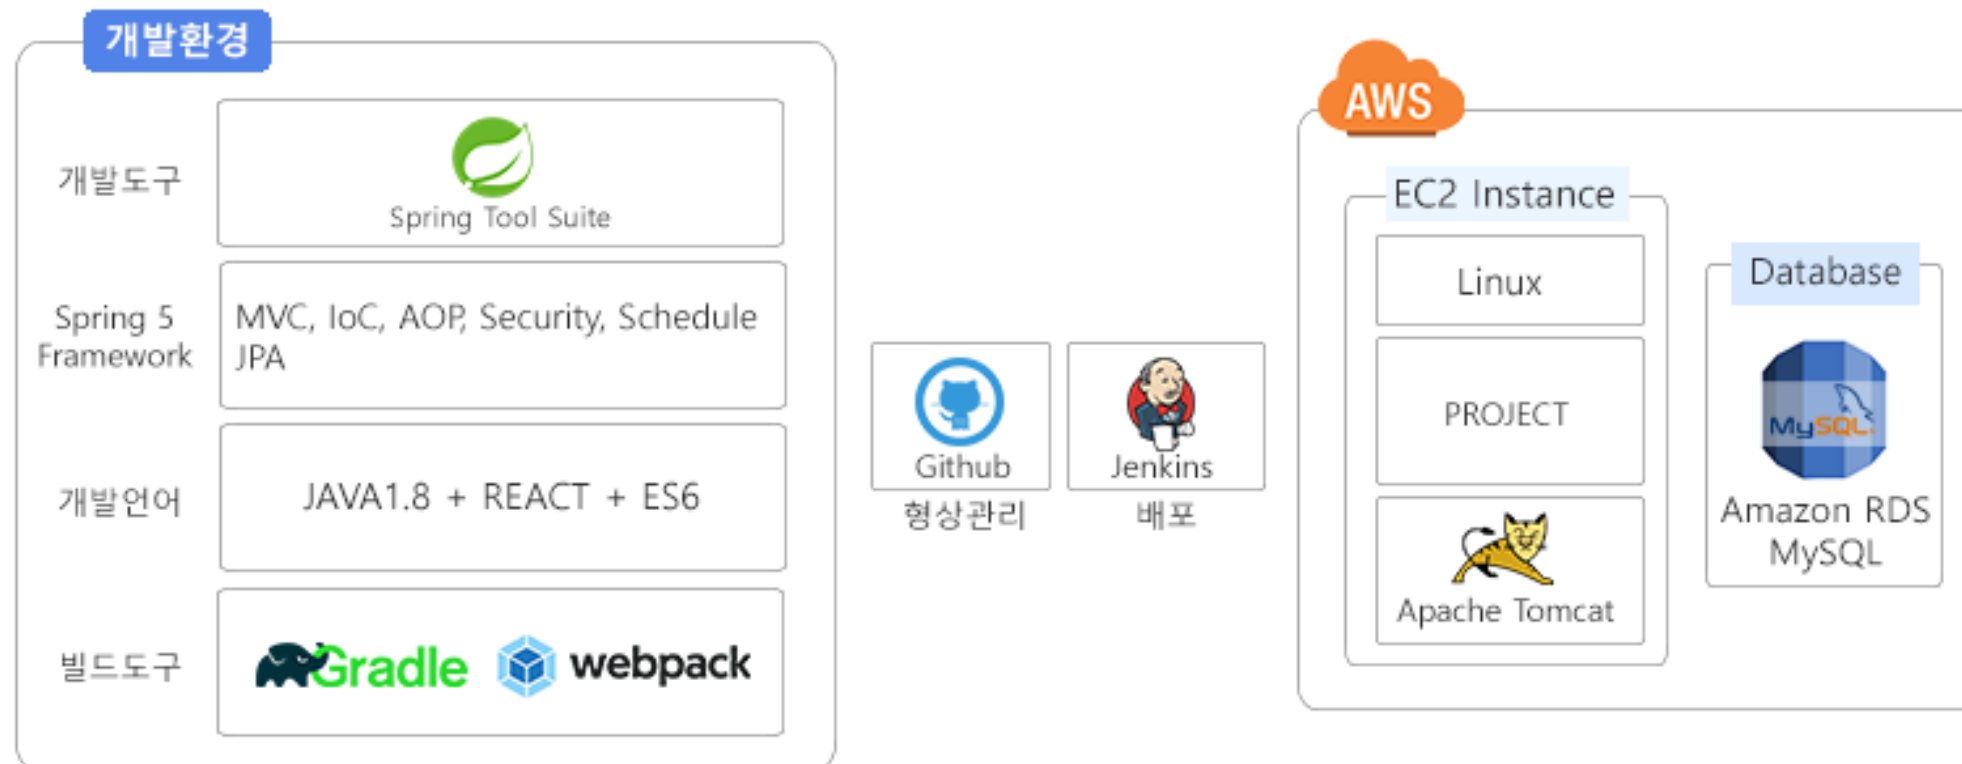 개발환경
개발도구
Spring Tool Suite
Spring 5
Framework
MVC, IoC, AOP, Security, Schedule
JPA
개발언어
JAVA1.8 + REACT + ES6
빌드도구
Gradle
webpack
Github
형상관리
Jenkins
배포
AWS
EC2 Instance
Linux
PROJECT
Apache Tomcat
Database
MySQL
Amazon RDS
MySQL